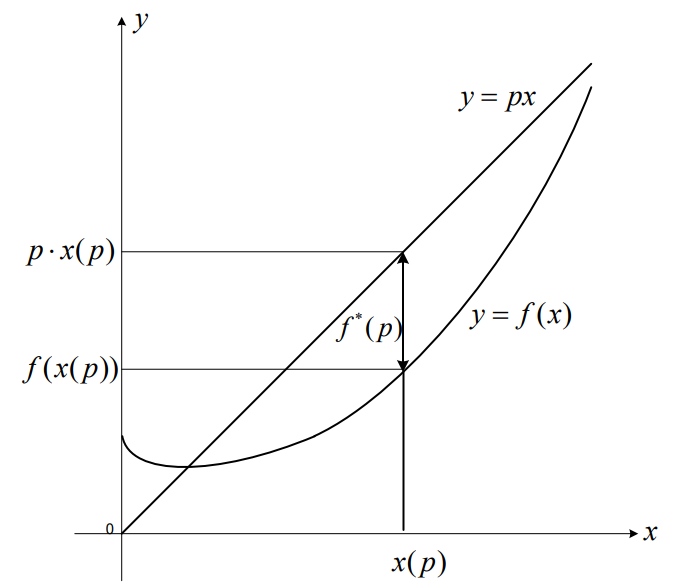 y
y = px
p · x(p)
f*(p)
y = f(x)
f(x(p))
0
x
x(p)